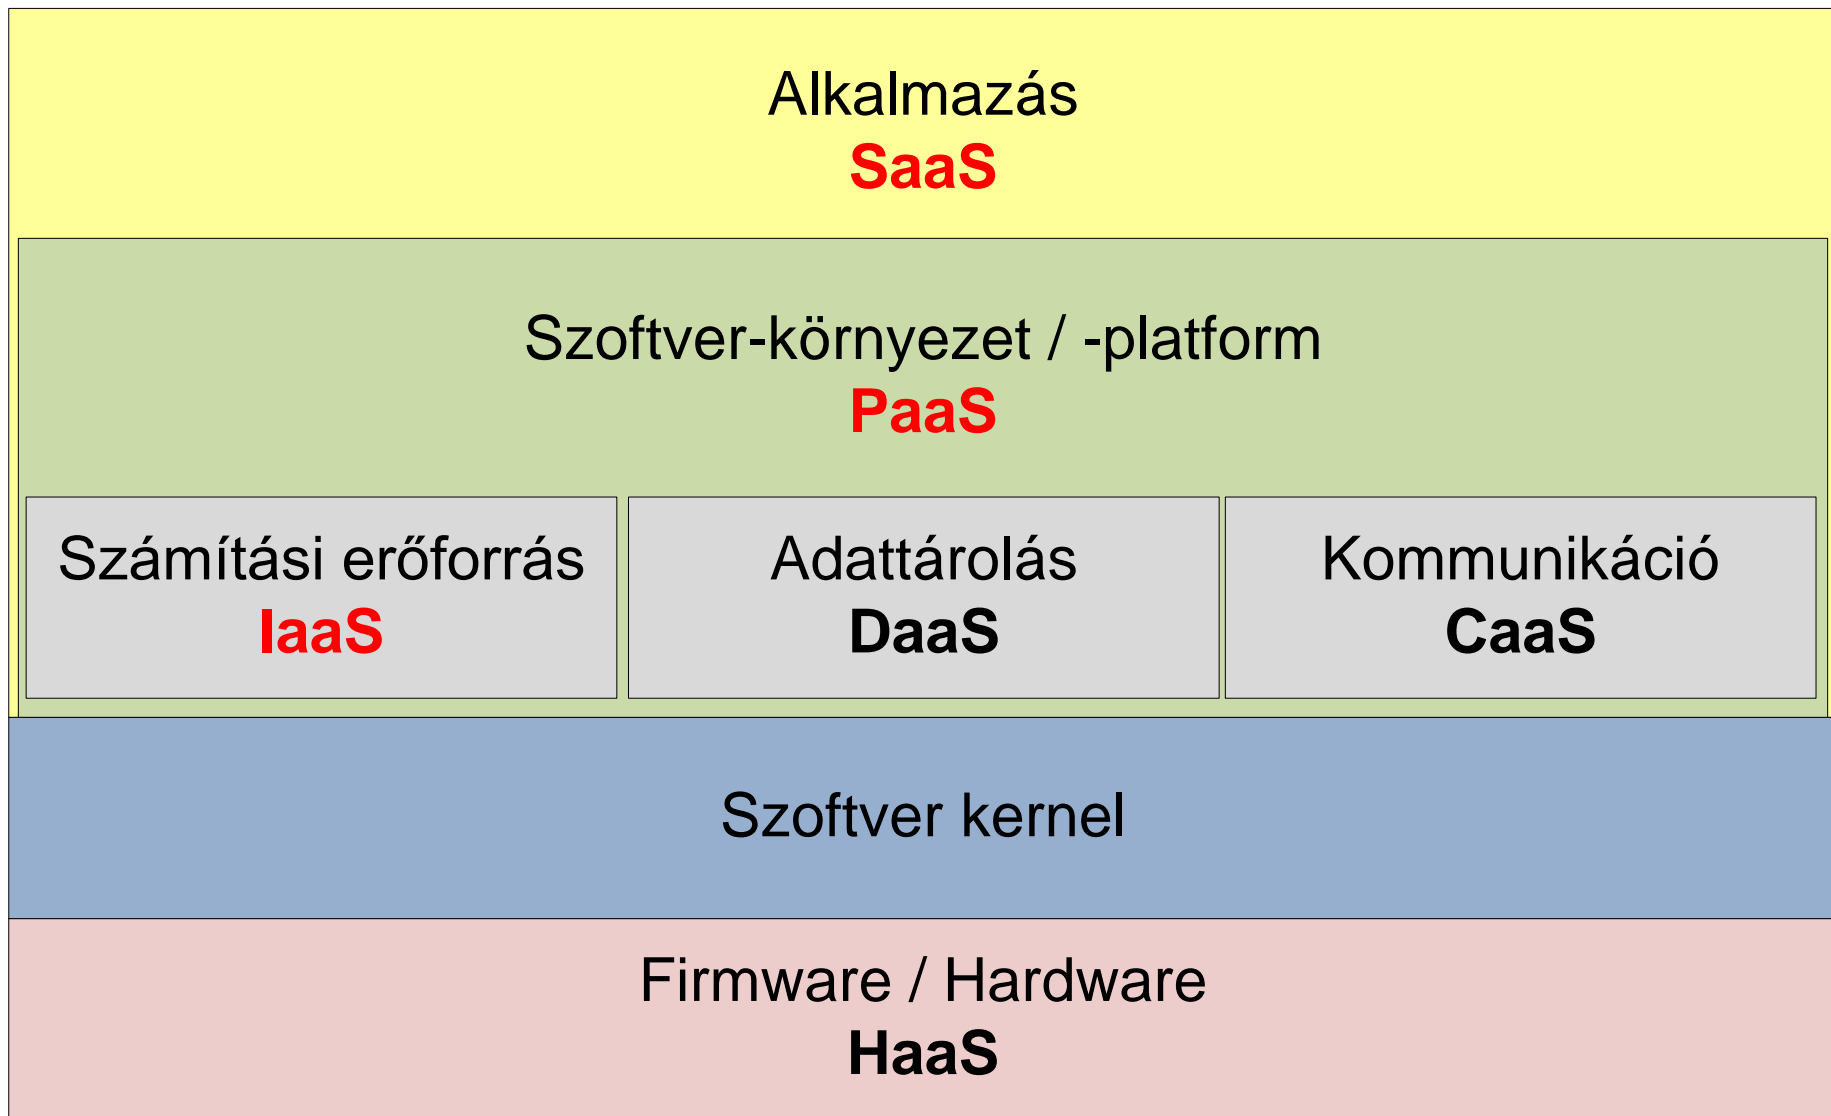 Alkalmazás
SaaS
Szoftver-környezet / -platform
PaaS
Számítási erőforrás
IaaS
Adattárolás
DaaS
Kommunikáció
CaaS
Szoftver kernel
Firmware / Hardware
HaaS